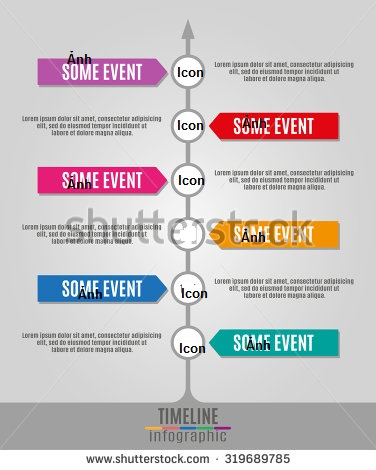 Ảnh
SOME EVENT
Icon
Lorem ipsum dolor sit amet, consectetur adipisicing
elit, sed do eiusmod tempor incididunt ut
labore et dolore magna aliqua.
Lorem ipsum dolor sit amet, consectetur adipisicing
elit, sed do eiusmod tempor incididunt ut
labore et dolore magna aliqua.
Icon
Ảnh
SOME EVENT
Ảnh
SOME EVENT
Icon
Lorem ipsum dolor sit amet, consectetur adipisicing
elit, sed do eiusmod tempor incididunt ut
labore et dolore magna aliqua.
Lorem ipsum dolor sit amet, consectetur adipisicing
elit, sed do eiusmod tempor incididunt ut
labore et dolore magna aliqua.
shutterstock
SOME EVENT
Ảnh
SOME EVENT
Ảnh
Icon
Lorem ipsum dolor sit amet, consectetur adipisicing
elit, sed do eiusmod tempor incididunt ut
labore et dolore magna aliqua.
Lorem ipsum dolor sit amet, consectetur adipisicing
elit, sed do eiusmod tempor incididunt ut
labore et dolore magna aliqua.
Icon
SOME EVENT
Ảnh
TIMELINE
infographic
www.shutterstock.com · 319689785